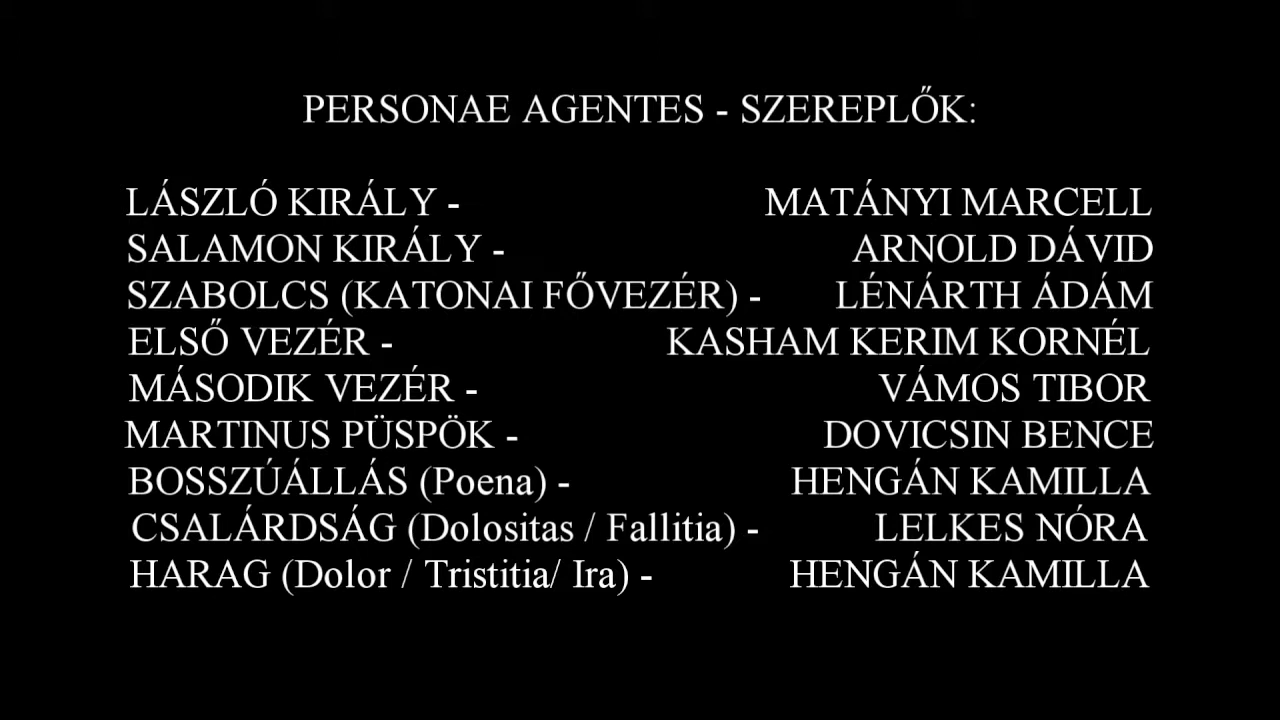 PERSONAE AGENTES - SZEREPLŐK:
LÁSZLÓ KIRÁLY - MATÁNYI MARCELL
SALAMON KIRÁLY - ARNOLD DÁVID
SZABOLCS (KATONAI FŐVEZÉR) - LÉNÁRTH ÁDÁM
ELSŐ VEZÉR - KASHAM KERIM KORNÉL
MÁSODIK VEZÉR - VÁMOS TIBOR
MARTINUS PÜSPÖK - DOVICSIN BENCE
BOSSZÚÁLLÁS (Poena) - HENGÁN KAMILLA
CSALÁRDSÁG (Dolositas / Fallitia) - LELKES NÓRA
HARAG (Dolor / Tristitia/ Ira) - HENGÁN KAMILLA